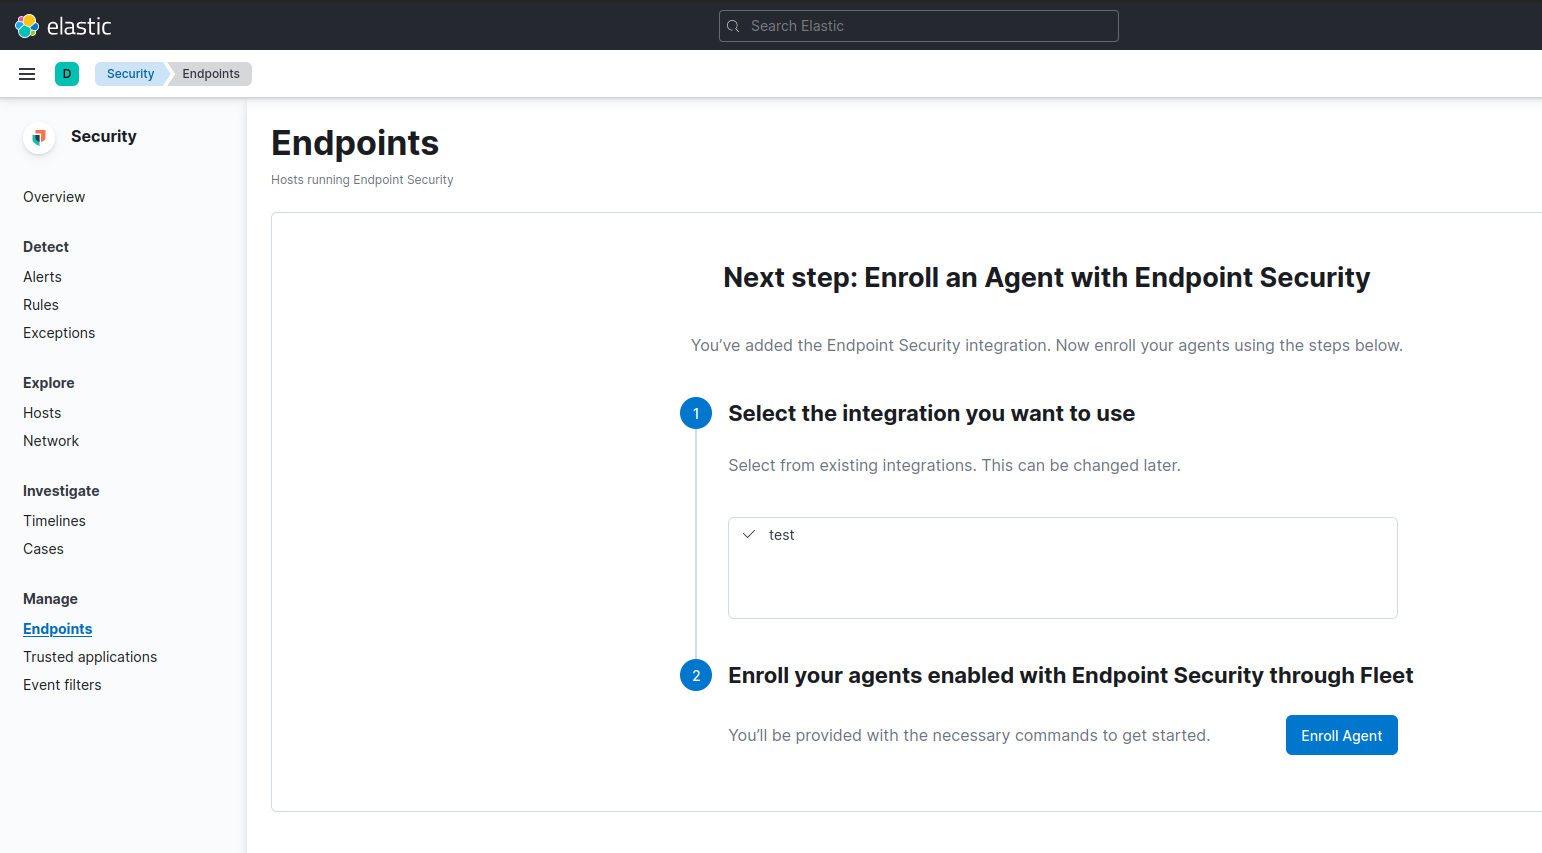 elastic
Search Elastic
D
Security
Endpoints
Security
Overview
Detect
Alerts
Rules
Exceptions
Explore
Hosts
Network
Investigate
Timelines
Cases
Manage
Endpoints
Trusted applications
Event filters
Endpoints
Hosts running Endpoint Security
Next step: Enroll an Agent with Endpoint Security
You’ve added the Endpoint Security integration. Now enroll your agents using the steps below.
1
Select the integration you want to use
Select from existing integrations. This can be changed later.
test
2
Enroll your agents enabled with Endpoint Security through Fleet
You’ll be provided with the necessary commands to get started.
Enroll Agent